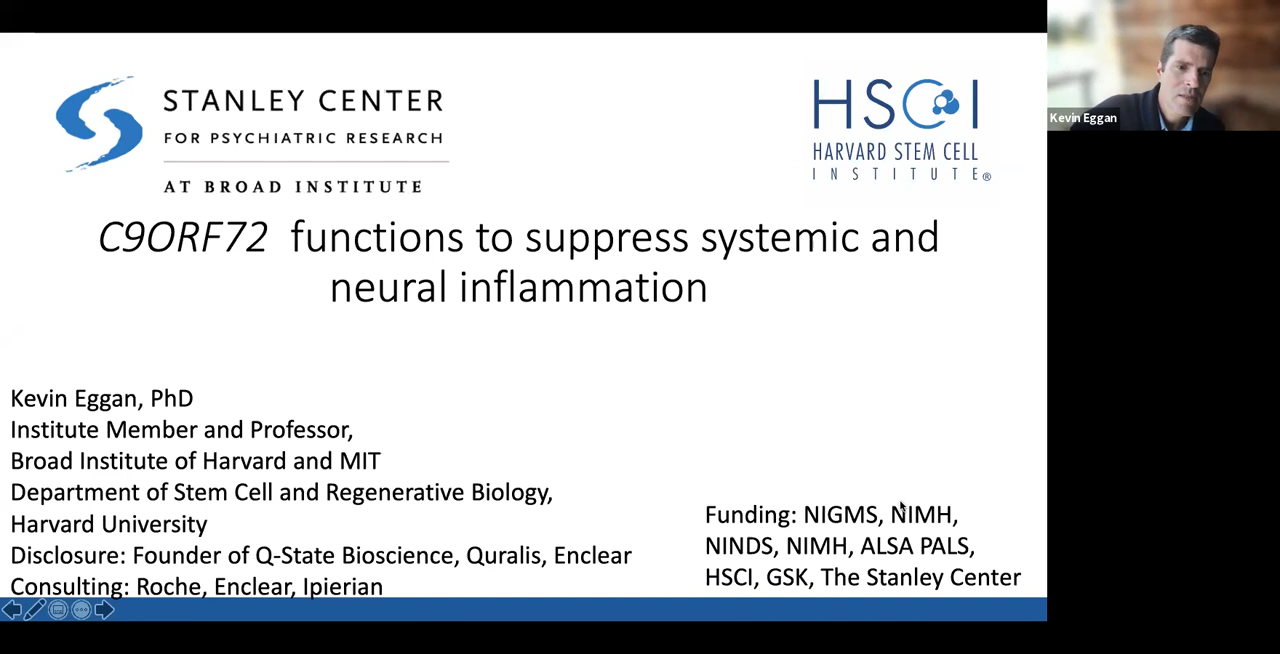 STANLEY CENTER
FOR PSYCHIATRIC RESEARCH
AT BROAD INSTITUTE
HSCI
HARVARD STEM CELL
INSTITUTE®
Kevin Eggan
C9ORF72 functions to suppress systemic and
neural inflammation
Kevin Eggan, PhD
Institute Member and Professor,
Broad Institute of Harvard and MIT
Department of Stem Cell and Regenerative Biology,
Harvard University
Disclosure: Founder of Q-State Bioscience, Quralis, Enclear
Consulting: Roche, Enclear, Ipierian
Funding: NIGMS, NIMH,
NINDS, NIMH, ALSA PALS,
HSCI, GSK, The Stanley Center